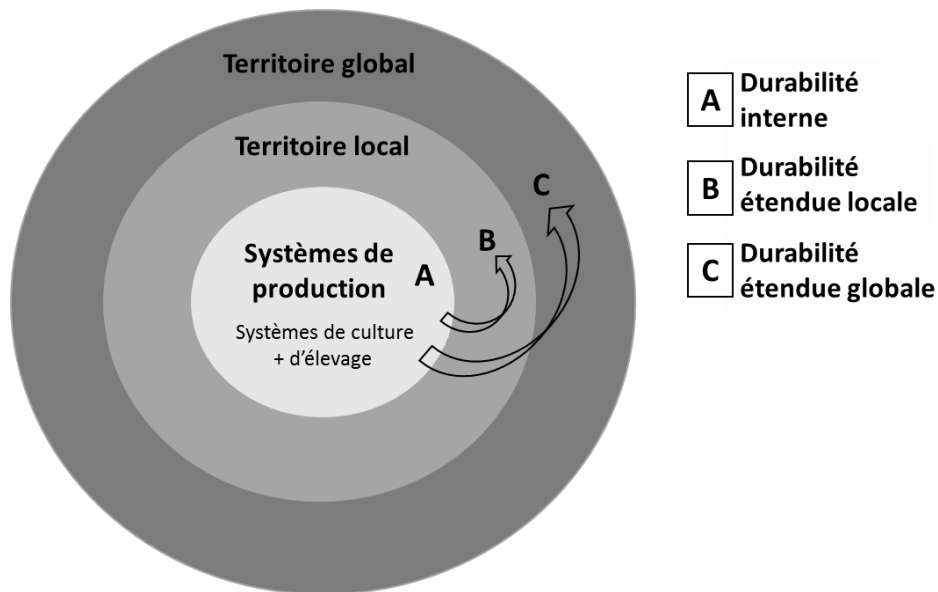 Territoire global
Territoire local
C
B
A
Systèmes de
production
Systèmes de culture
+ d'élevage
A
Durabilité
interne
B
Durabilité
étendue locale
C
Durabilité
étendue globale